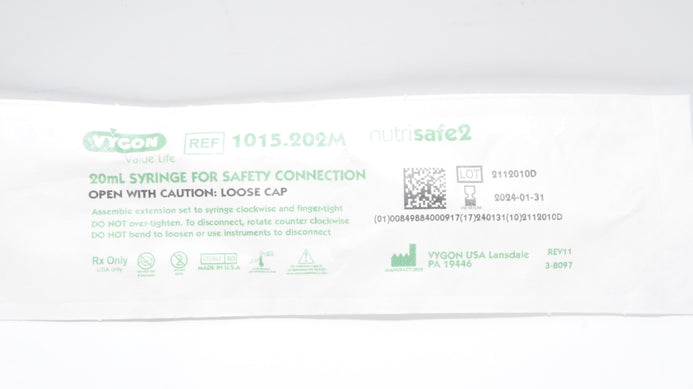 VYGON
Value Life
REF 1015.202M
nutrisafe2
20mL SYRINGE FOR SAFETY CONNECTION
OPEN WITH CAUTION: LOOSE CAP
Assemble extension set to syringe clockwise and finger-tight
DO NOT over-tighten. To disconnect, rotate counter clockwise
DO NOT bend to loosen or use instruments to disconnect
LOT 2112010D
2024-01-31
(01)00849884000917(17)240131(10)2112010D
Rx Only
USA only
STERILE EO
MADE IN U.S.A
MANUFACTURER
VYGON USA Lansdale
PA 19446
REV11
3-8097